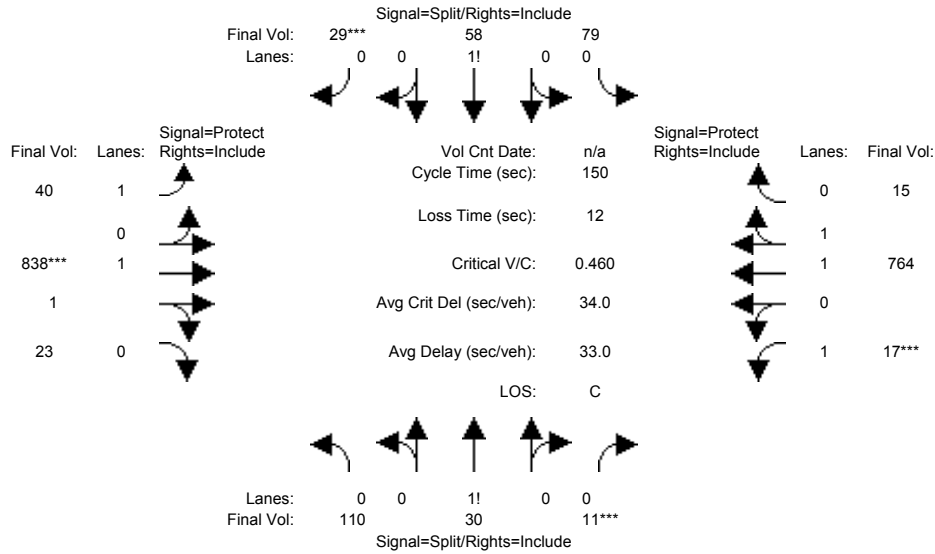 Signal=Split/Rights=Include
Final Vol: 29*** 58 79
Lanes: 0 0 1! 0 0
Signal=Protect Signal=Protect
Final Vol: Lanes: Rights=Include Vol Cnt Date: n/a Rights=Include Lanes: Final Vol:
Cycle Time (sec): 150
40 1 0 15
Loss Time (sec): 12
0 1
838*** 1 Critical V/C: 0.460 1 764
1 Avg Crit Del (sec/veh): 34.0 0
23 0 Avg Delay (sec/veh): 33.0 1 17***
LOS: C
Lanes: 0 0 1! 0 0
Final Vol: 110 30 11***
Signal=Split/Rights=Include